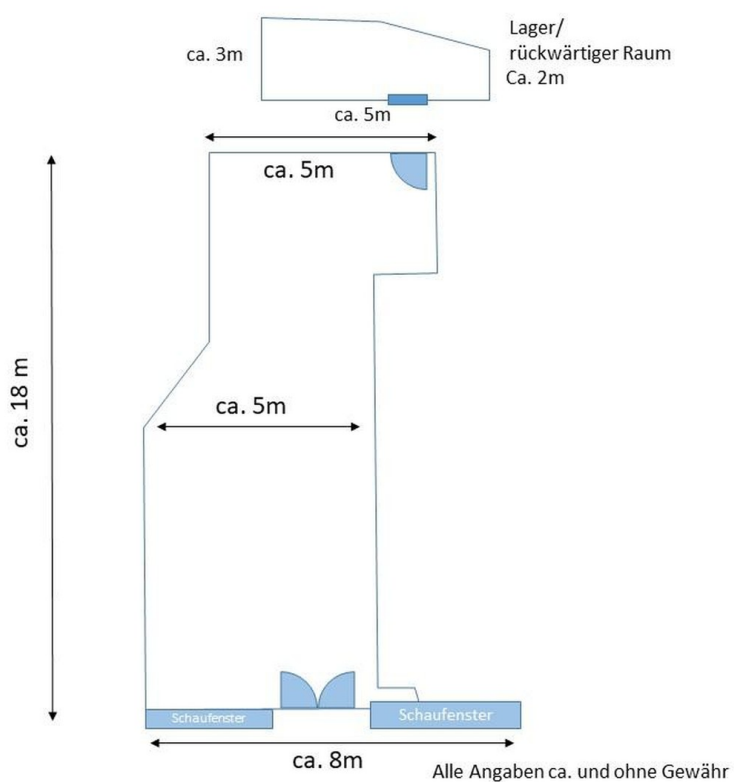 Lager/
rückwärtiger Raum
ca. 3m
Ca. 2m
ca. 5m
ca. 5m
ca. 18 m
ca. 5m
Schaufenster
Schaufenster
ca. 8m
Alle Angaben ca. und ohne Gewähr